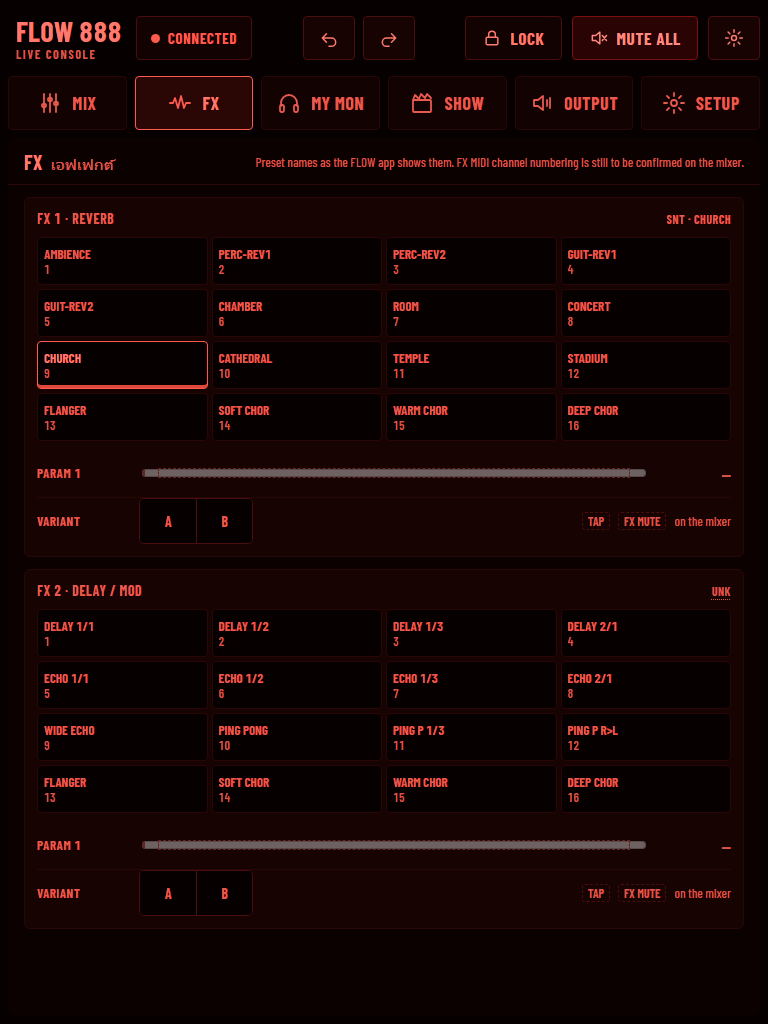 FLOW 888
LIVE CONSOLE
CONNECTED
LOCK
MUTE ALL
MIX
FX
MY MON
SHOW
OUTPUT
SETUP
FX เอฟเฟกต์
Preset names as the FLOW app shows them. FX MIDI channel numbering is still to be confirmed on the mixer.
FX 1 · REVERB
SNT · CHURCH
AMBIENCE
1
PERC-REV1
2
PERC-REV2
3
GUIT-REV1
4
GUIT-REV2
5
CHAMBER
6
ROOM
7
CONCERT
8
CHURCH
9
CATHEDRAL
10
TEMPLE
11
STADIUM
12
FLANGER
13
SOFT CHOR
14
WARM CHOR
15
DEEP CHOR
16
PARAM 1
–
VARIANT
A
B
TAP
FX MUTE
on the mixer
FX 2 · DELAY / MOD
UNK
DELAY 1/1
1
DELAY 1/2
2
DELAY 1/3
3
DELAY 2/1
4
ECHO 1/1
5
ECHO 1/2
6
ECHO 1/3
7
ECHO 2/1
8
WIDE ECHO
9
PING PONG
10
PING P 1/3
11
PING P R>L
12
FLANGER
13
SOFT CHOR
14
WARM CHOR
15
DEEP CHOR
16
PARAM 1
–
VARIANT
A
B
TAP
FX MUTE
on the mixer